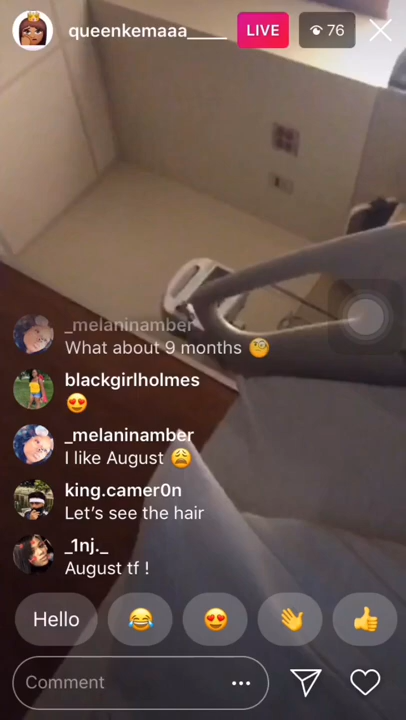 queenkemaaa____ LIVE 76
_melaninamber
What about 9 months 🧐
blackgirlholmes
😍
_melaninamber
I like August 😩
king.camer0n
Let's see the hair
_1nj._
August tf !
Hello 😂 😍 👋 👍
Comment